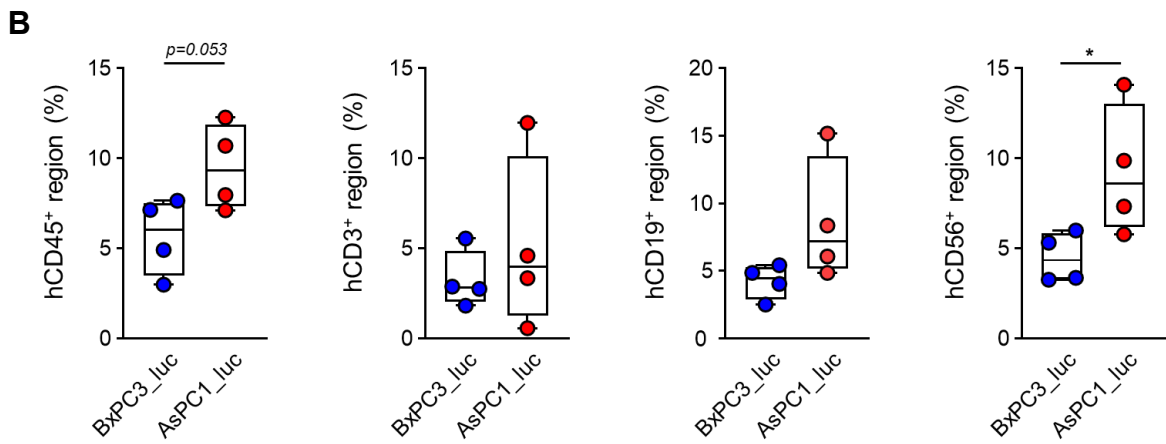 B
p=0.053
*
hCD45⁺ region (%)
15
10
5
0
BxPC3_luc
AsPC1_luc
hCD3⁺ region (%)
15
10
5
0
BxPC3_luc
AsPC1_luc
hCD19⁺ region (%)
20
15
10
5
0
BxPC3_luc
AsPC1_luc
hCD56⁺ region (%)
15
10
5
0
BxPC3_luc
AsPC1_luc